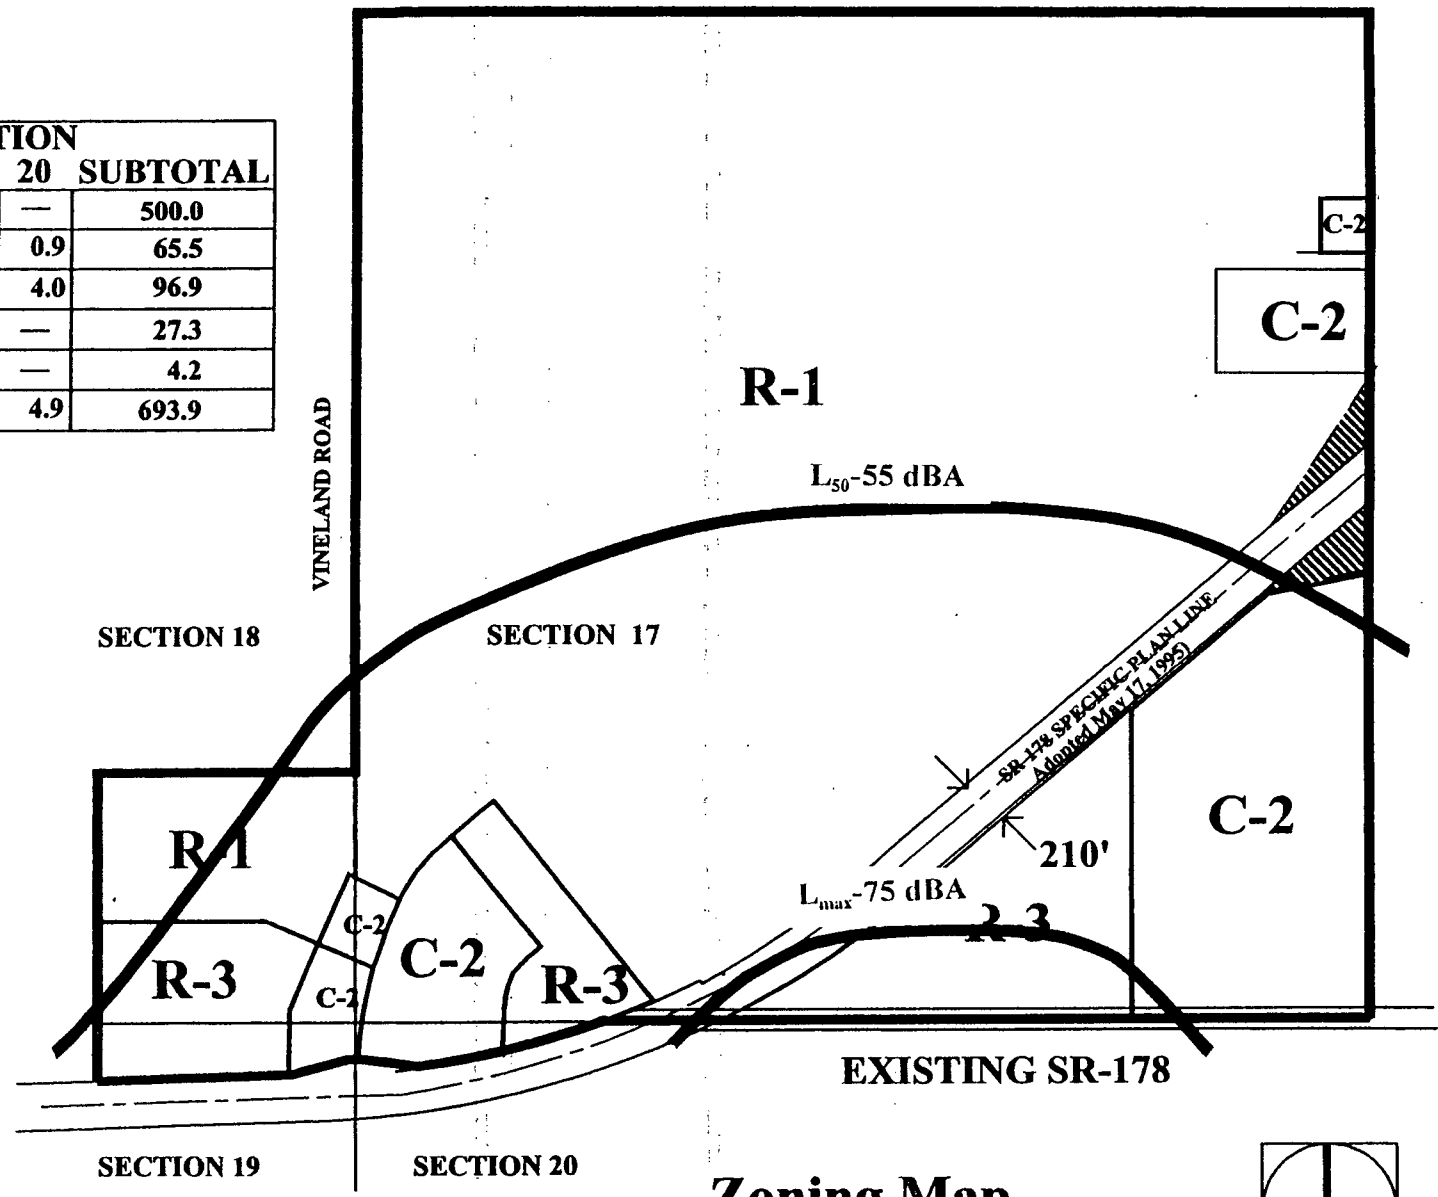 TION
20 SUBTOTAL
— 500.0
0.9 65.5
4.0 96.9
— 27.3
— 4.2
4.9 693.9
C-2
C-2
R-1
VINELAND ROAD
L50-55 dBA
SECTION 18
SECTION 17
SR-178 SPECIFIC PLAN LINE
Adopted May 17, 1995)
210'
C-2
R-1
Lmax-75 dBA
R-3
C-2
C-2
R-3
C-2
R-3
EXISTING SR-178
SECTION 19
SECTION 20
Zoning Map